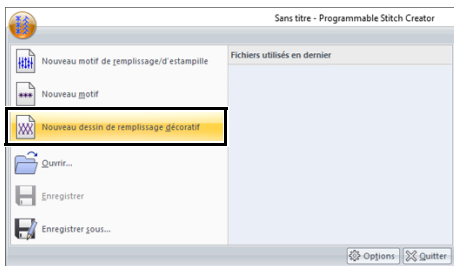 Sans titre - Programmable Stitch Creator
Nouveau motif de remplissage/d'estampille
Nouveau motif
Nouveau dessin de remplissage décoratif
Ouvrir...
Enregistrer
Enregistrer sous...
Fichiers utilisés en dernier
Options
Quitter